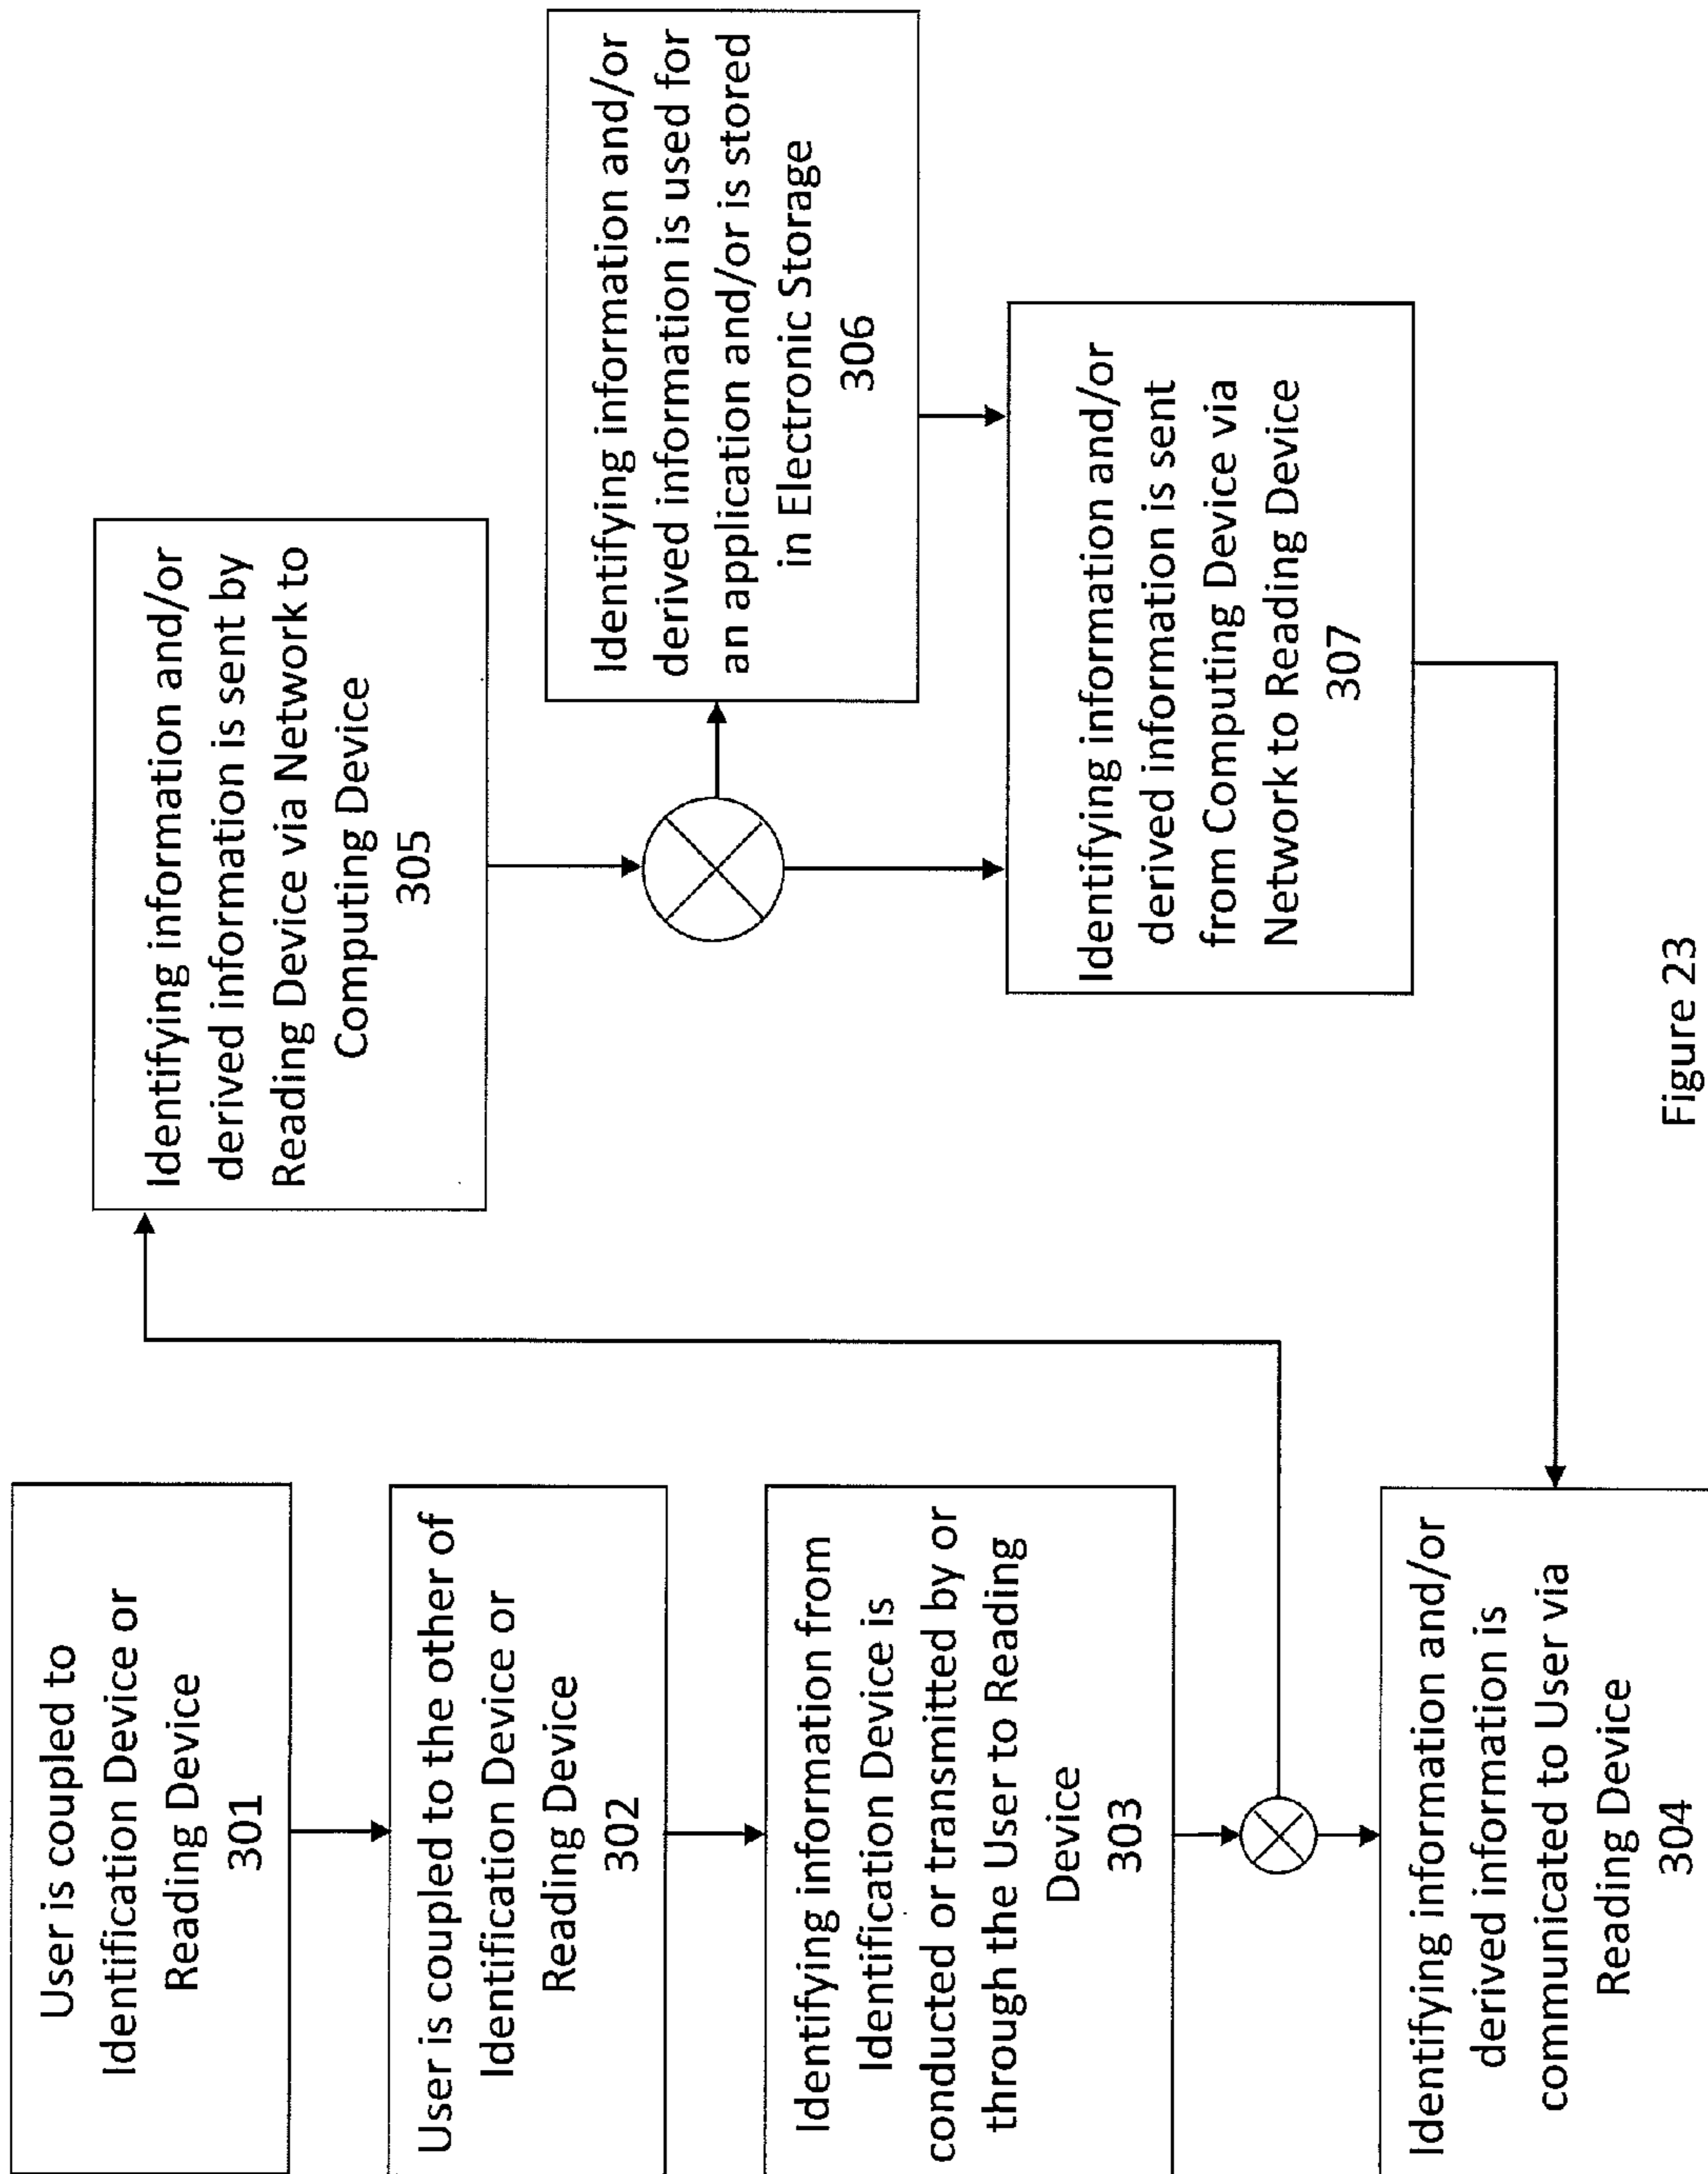 User is coupled to
Identification Device or
Reading Device
301
User is coupled to the other of
Identification Device or
Reading Device
302
Identifying information from
Identification Device is
conducted or transmitted by or
through the User to Reading
Device
303
Identifying information and/or
derived information is
communicated to User via
Reading Device
304
Identifying information and/or
derived information is sent by
Reading Device via Network to
Computing Device
305
Identifying information and/or
derived information is used for
an application and/or is stored
in Electronic Storage
306
Identifying information and/or
derived information is sent
from Computing Device via
Network to Reading Device
307
Figure 23